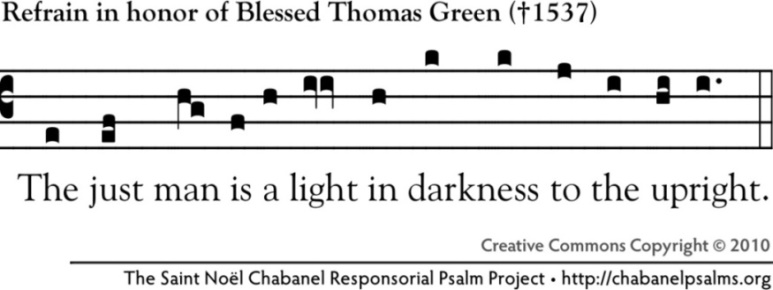 Refrain in honor of Blessed Thomas Green (†1537)
The just man is a light in darkness to the upright.
Creative Commons Copyright © 2010
The Saint Noël Chabanel Responsorial Psalm Project • http://chabanelpsalms.org